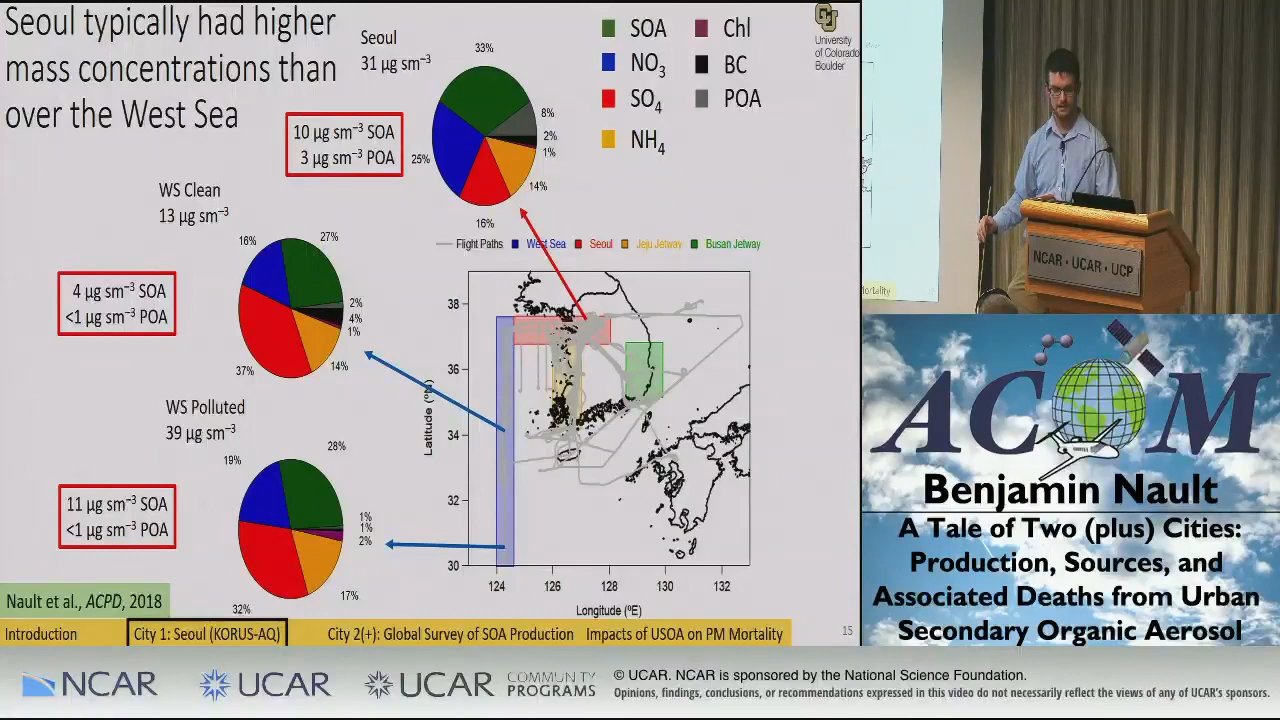 Seoul typically had higher
mass concentrations than
over the West Sea
Seoul
31 µg sm⁻³
33%
8%
2%
1%
14%
16%
25%
10 µg sm⁻³ SOA
3 µg sm⁻³ POA
SOA
NO₃
SO₄
NH₄
Chl
BC
POA
University
of Colorado
Boulder
WS Clean
13 µg sm⁻³
16%
27%
2%
4%
1%
14%
37%
4 µg sm⁻³ SOA
<1 µg sm⁻³ POA
WS Polluted
39 µg sm⁻³
19%
28%
1%
1%
2%
17%
32%
11 µg sm⁻³ SOA
<1 µg sm⁻³ POA
Flight Paths
West Sea
Seoul
Jeju Jetway
Busan Jetway
Latitude (ºN)
38
36
34
32
30
124
126
128
130
132
Longitude (ºE)
Nault et al., ACPD, 2018
Introduction
City 1: Seoul (KORUS-AQ)
City 2(+): Global Survey of SOA Production
Impacts of USOA on PM Mortality
15
ortality
NCAR · UCAR · UCP
ACOM
Benjamin Nault
A Tale of Two (plus) Cities:
Production, Sources, and
Associated Deaths from Urban
Secondary Organic Aerosol
NCAR
UCAR
UCAR
COMMUNITY
PROGRAMS
© UCAR. NCAR is sponsored by the National Science Foundation.
Opinions, findings, conclusions, or recommendations expressed in this video do not necessarily reflect the views of any of UCAR's sponsors.